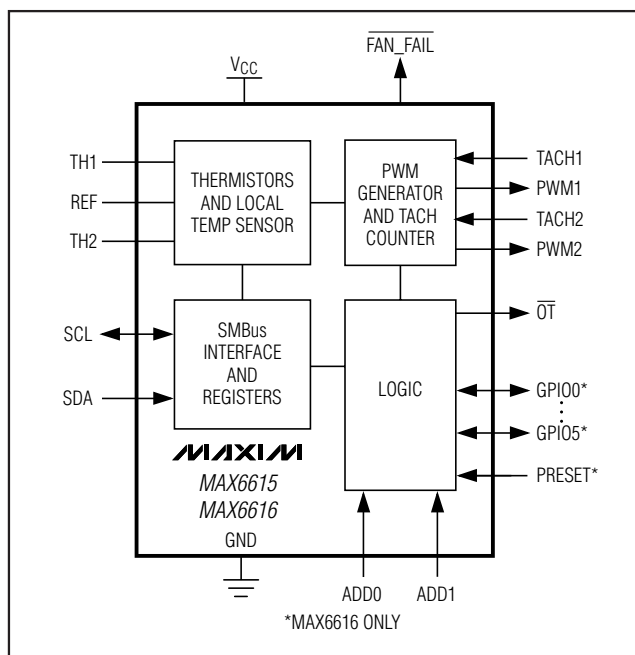 FAN_FAIL
VCC
TH1
REF
TH2
THERMISTORS
AND LOCAL
TEMP SENSOR
PWM
GENERATOR
AND TACH
COUNTER
TACH1
PWM1
TACH2
PWM2
SCL
SDA
SMBus
INTERFACE
AND
REGISTERS
LOGIC
OT
GPIO0*
GPIO5*
PRESET*
MAXIM
MAX6615
MAX6616
GND
ADD0
ADD1
*MAX6616 ONLY